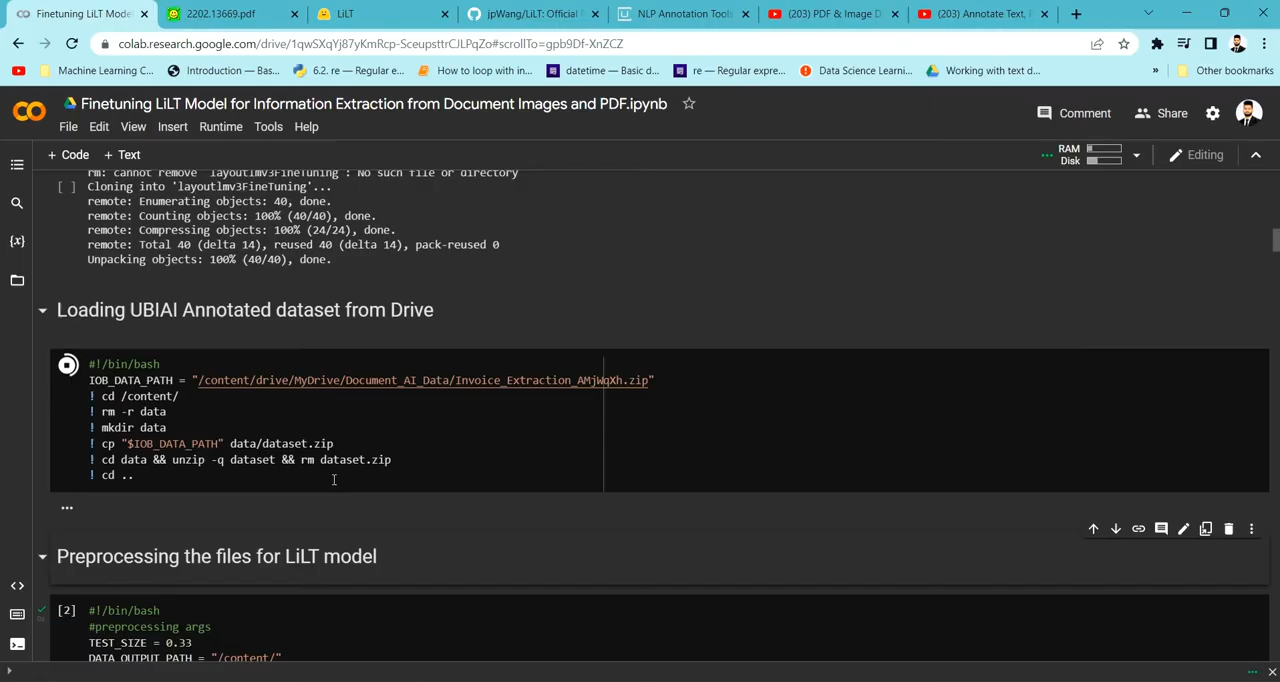 Finetuning LiLT Model
2202.13669.pdf
LiLT
jpWang/LiLT: Official
NLP Annotation Tools
(203) PDF & Image D
(203) Annotate Text,
colab.research.google.com/drive/1qwSXqYj87yKmRcp-SceupsttrCJLPqZo#scrollTo=gpb9Df-XnZCZ
Machine Learning C...
Introduction — Bas...
6.2. re — Regular e...
How to loop with in...
datetime — Basic d...
re — Regular expre...
Data Science Learni...
Working with text d...
»
Other bookmarks
Finetuning LiLT Model for Information Extraction from Document Images and PDF.ipynb
File Edit View Insert Runtime Tools Help
Comment
Share
+ Code + Text
RAM
Disk
Editing
rm: cannot remove 'layoutlmv3FineTuning': No such file or directory
[ ] Cloning into 'layoutlmv3FineTuning'...
remote: Enumerating objects: 40, done.
remote: Counting objects: 100% (40/40), done.
remote: Compressing objects: 100% (24/24), done.
remote: Total 40 (delta 14), reused 40 (delta 14), pack-reused 0
Unpacking objects: 100% (40/40), done.
Loading UBIAI Annotated dataset from Drive
#!/bin/bash
IOB_DATA_PATH = "/content/drive/MyDrive/Document_AI_Data/Invoice_Extraction_AMjWqXh.zip"
! cd /content/
! rm -r data
! mkdir data
! cp "$IOB_DATA_PATH" data/dataset.zip
! cd data && unzip -q dataset && rm dataset.zip
! cd ..
...
Preprocessing the files for LiLT model
[2] #!/bin/bash
#preprocessing args
TEST_SIZE = 0.33
DATA_OUTPUT_PATH = "/content/"